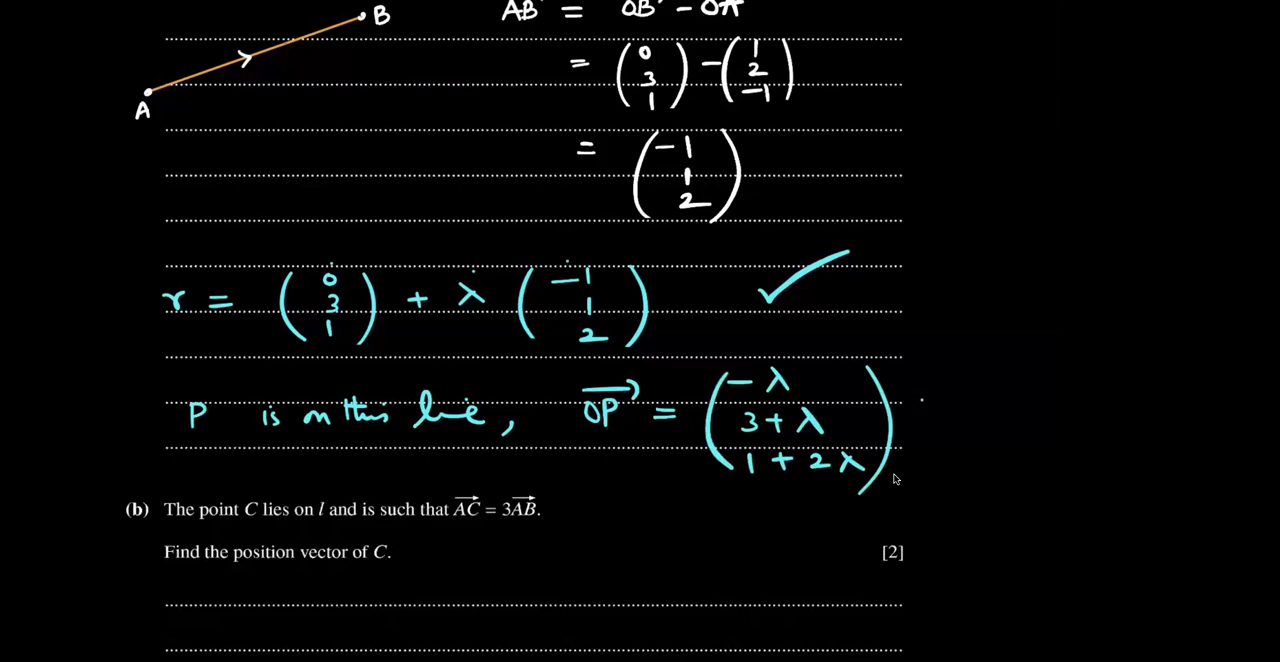 B
AB = OB - OA
= (0 3 1) - (1 2 -1)
A
= (-1 1 2)
r = (0 3 1) + λ (-1 1 2) ✓
P is on this line, OP = (-λ 3+λ 1+2λ)
(b) The point C lies on l and is such that AC = 3AB.
Find the position vector of C. [2]